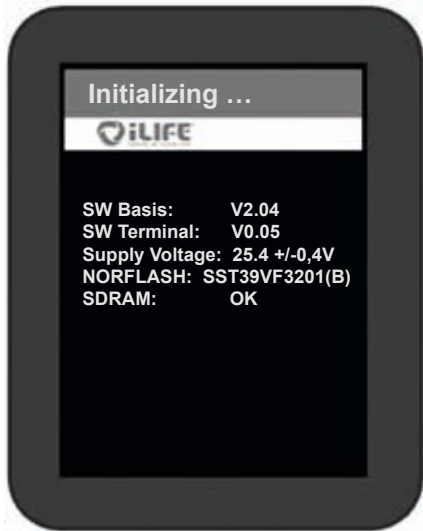 Initializing ...
iLIFE
SW Basis: V2.04
SW Terminal: V0.05
Supply Voltage: 25.4 +/-0,4V
NORFLASH: SST39VF3201(B)
SDRAM: OK